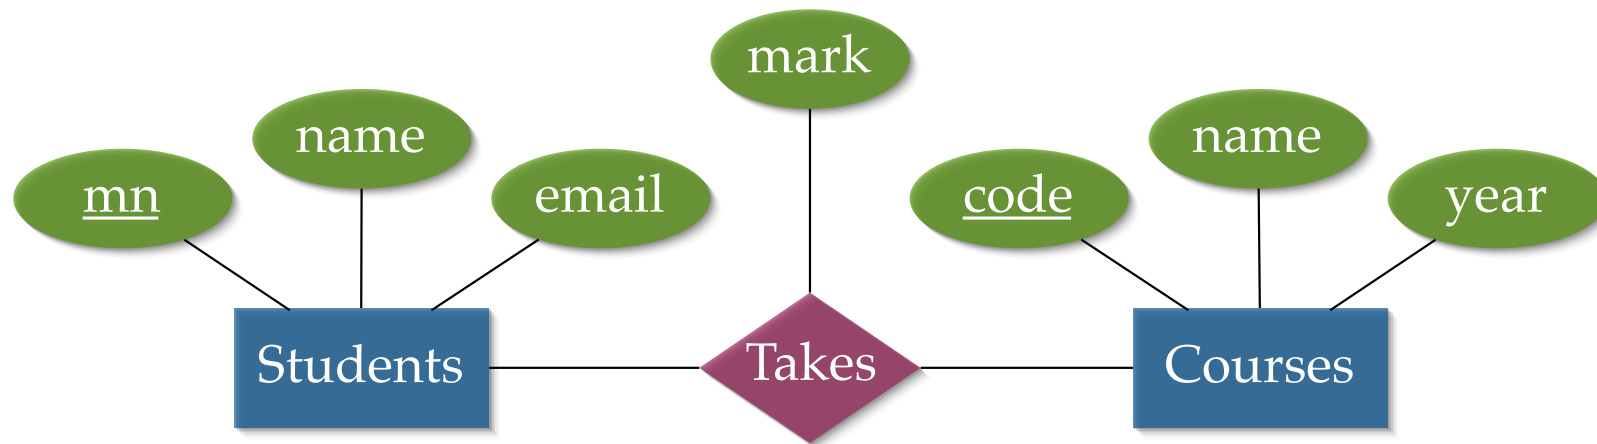 mark
name
name
mn
email
code
year
Students
Takes
Courses